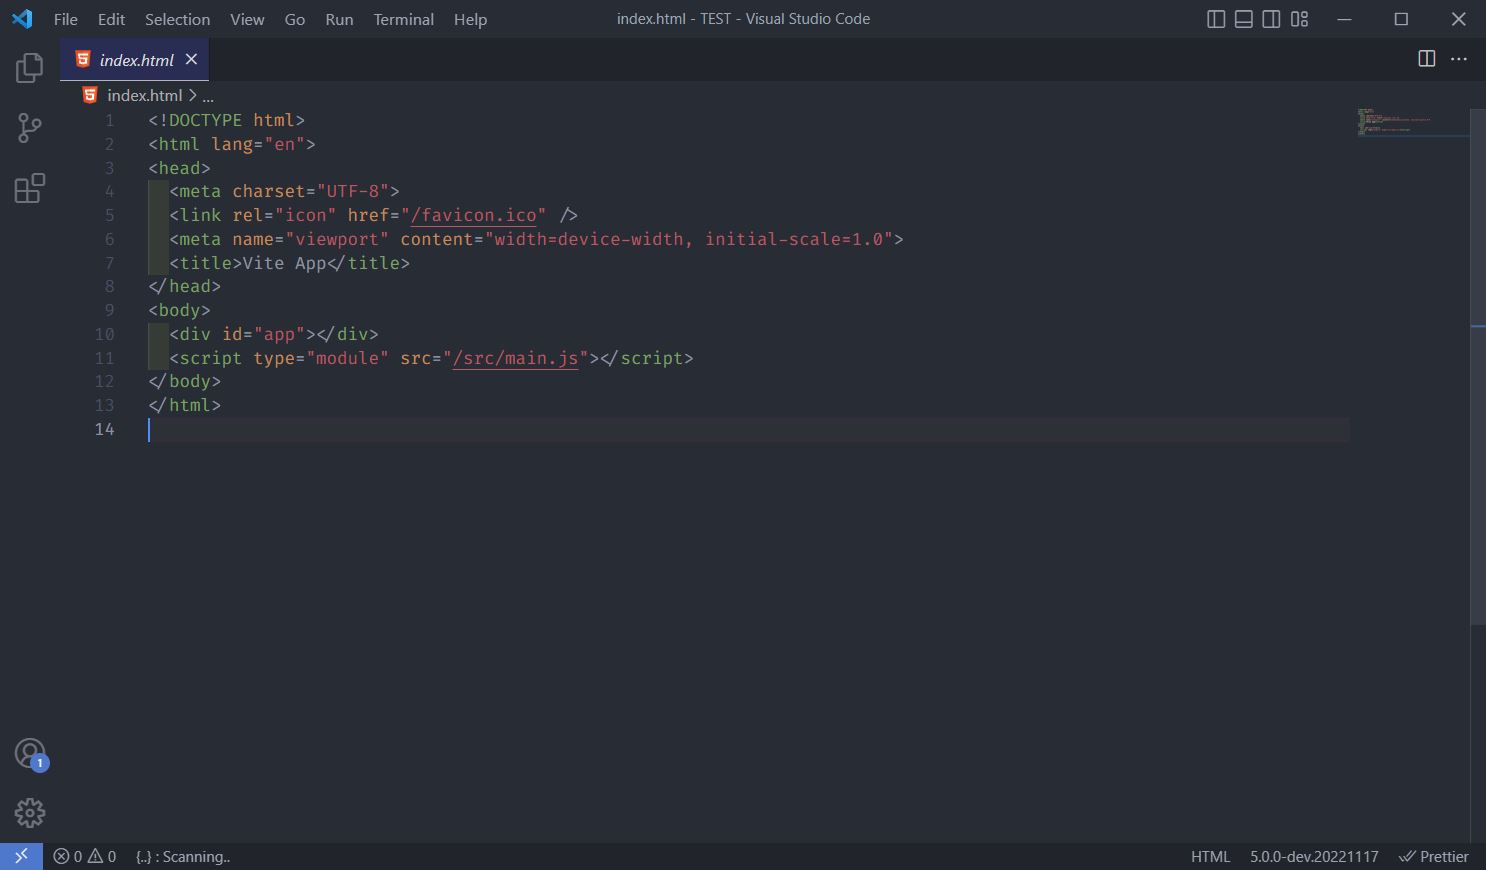 File Edit Selection View Go Run Terminal Help index.html - TEST - Visual Studio Code
index.html
index.html > ...
1 <!DOCTYPE html>
2 <html lang="en">
3 <head>
4 <meta charset="UTF-8">
5 <link rel="icon" href="/favicon.ico" />
6 <meta name="viewport" content="width=device-width, initial-scale=1.0">
7 <title>Vite App</title>
8 </head>
9 <body>
10 <div id="app"></div>
11 <script type="module" src="/src/main.js"></script>
12 </body>
13 </html>
14
1
0 0 {..} : Scanning.. HTML 5.0.0-dev.20221117 Prettier